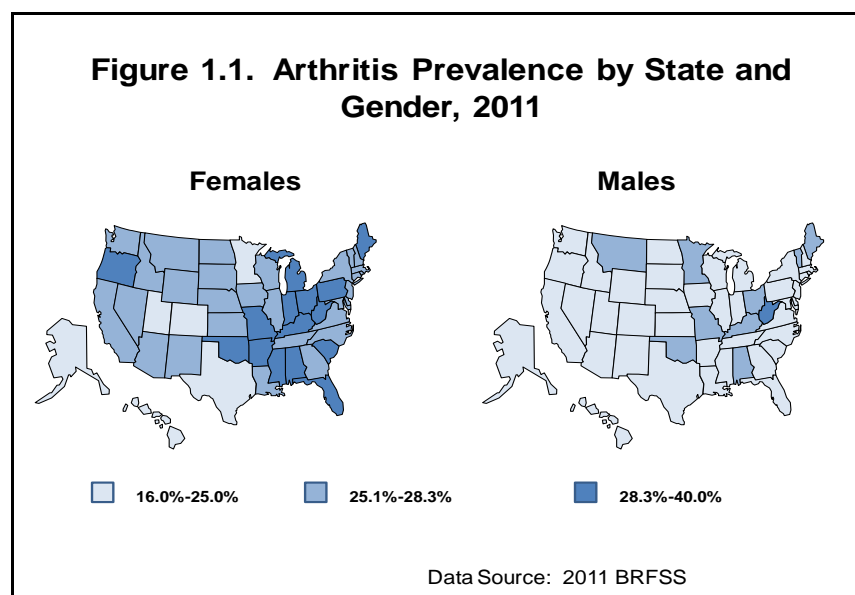 Figure 1.1. Arthritis Prevalence by State and
Gender, 2011
Females
Males
16.0%-25.0%
25.1%-28.3%
28.3%-40.0%
Data Source: 2011 BRFSS